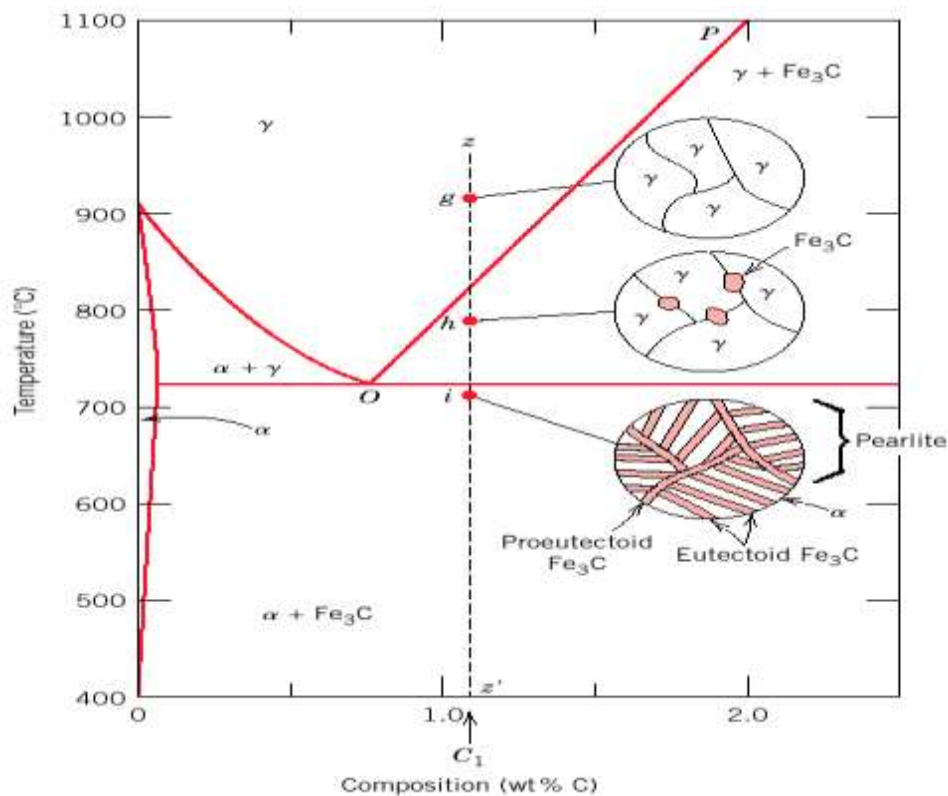 1100
P
γ + Fe₃C
γ
1000
z
γ
γ
γ
γ
g
900
Fe₃C
γ
γ
γ
γ
800
h
α + γ
O
i
700
α
Pearlite
600
α
Proeutectoid
Fe₃C
Eutectoid Fe₃C
500
α + Fe₃C
400
z'
0
1.0
2.0
C₁
Composition (wt % C)
Temperature (°C)